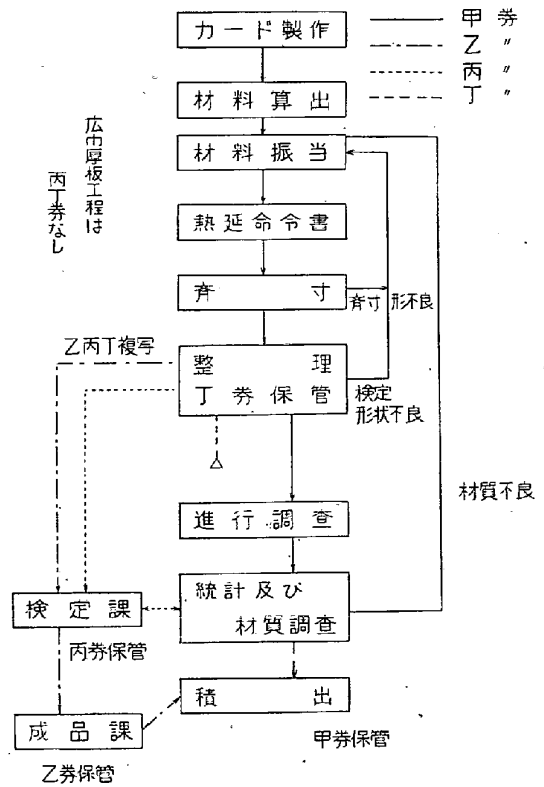 カード製作
甲券
乙 〃
丙 〃
丁 〃
材料算出
材料振当
広巾厚板工程は
丙丁券なし
熱延命令書
斉寸
斉寸 形不良
乙丙丁複写
整理
丁券保管
検定
形状不良
材質不良
進行調査
統計及び
材質調査
検定課
丙券保管
積出
甲券保管
成品課
乙券保管